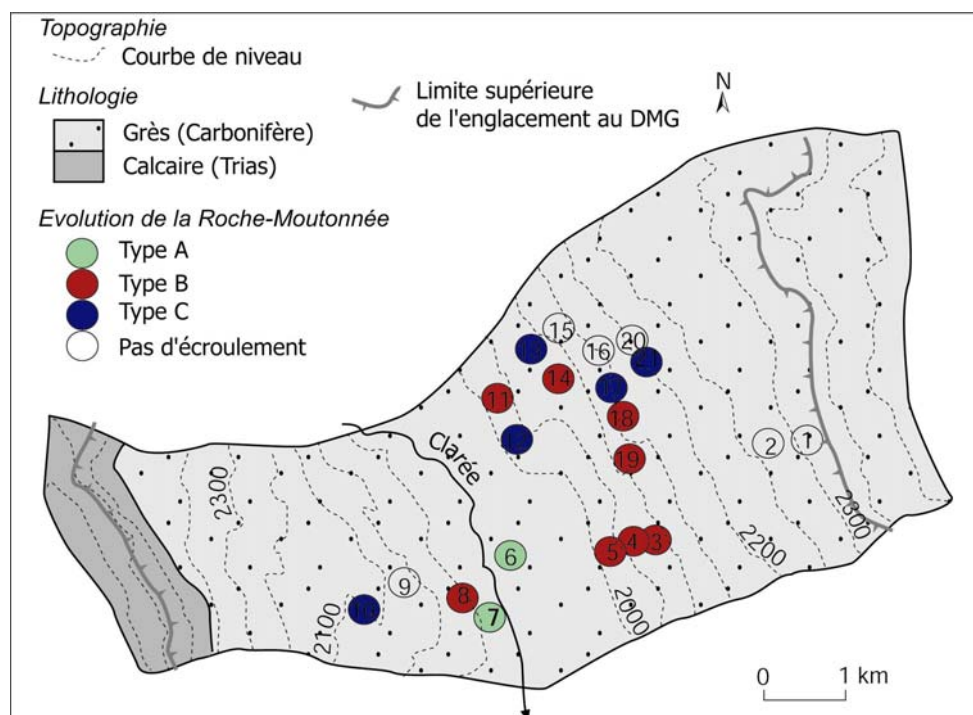 Topographie
Courbe de niveau
Lithologie
Grès (Carbonifère)
Calcaire (Trias)
Limite supérieure
de l'englacement au DMG
N
Evolution de la Roche-Moutonnée
Type A
Type B
Type C
Pas d'écroulement
15
16
20
21
14
11
18
19
Clarée
2
1
2300
2300
2200
5
4
3
6
9
8
7
2100
2000
0
1 km